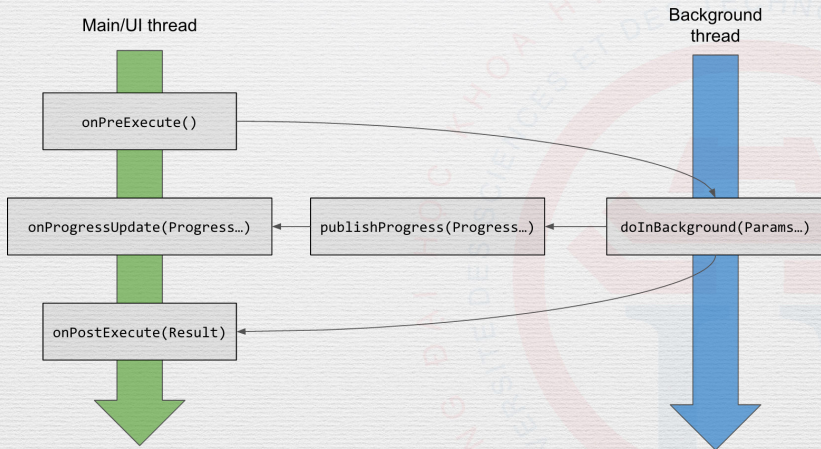 Main/UI thread
Background
thread
onPreExecute()
onProgressUpdate(Progress…)
publishProgress(Progress…)
doInBackground(Params…)
onPostExecute(Result)